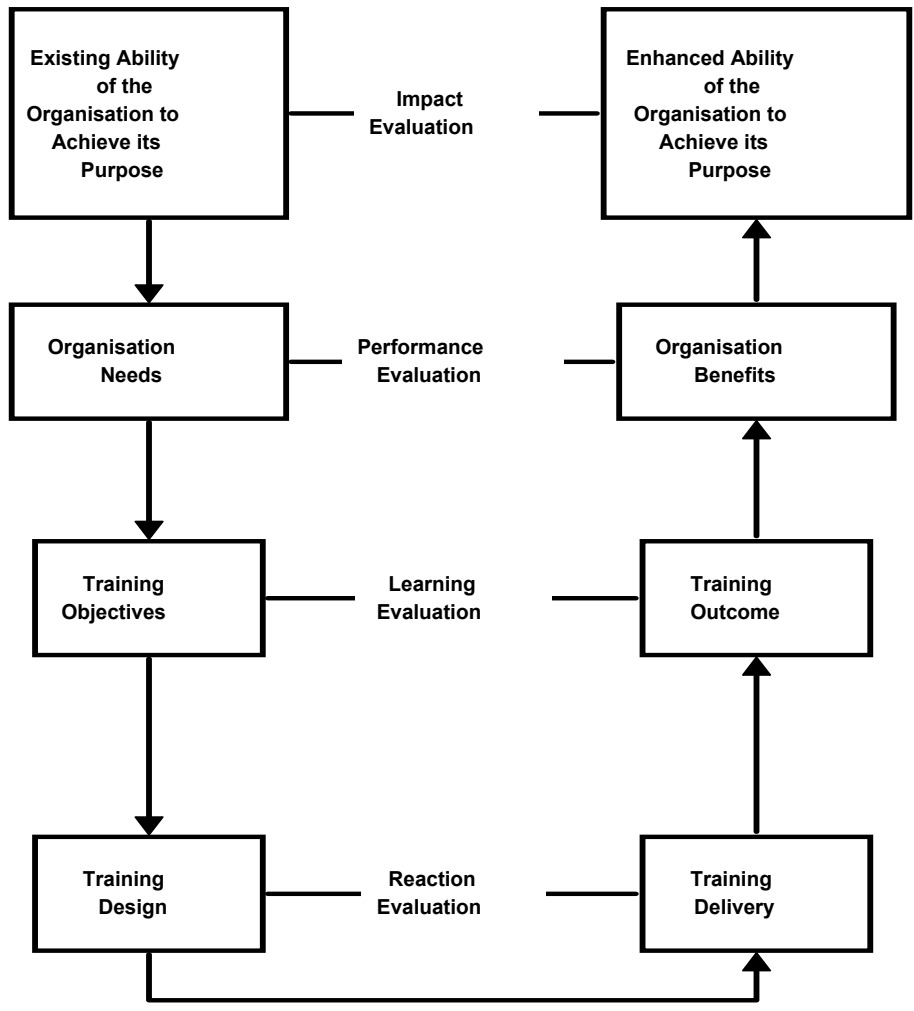 Existing Ability
of the
Organisation to
Achieve its
Purpose
Impact
Evaluation
Enhanced Ability
of the
Organisation to
Achieve its
Purpose
Organisation
Needs
Performance
Evaluation
Organisation
Benefits
Training
Objectives
Learning
Evaluation
Training
Outcome
Training
Design
Reaction
Evaluation
Training
Delivery